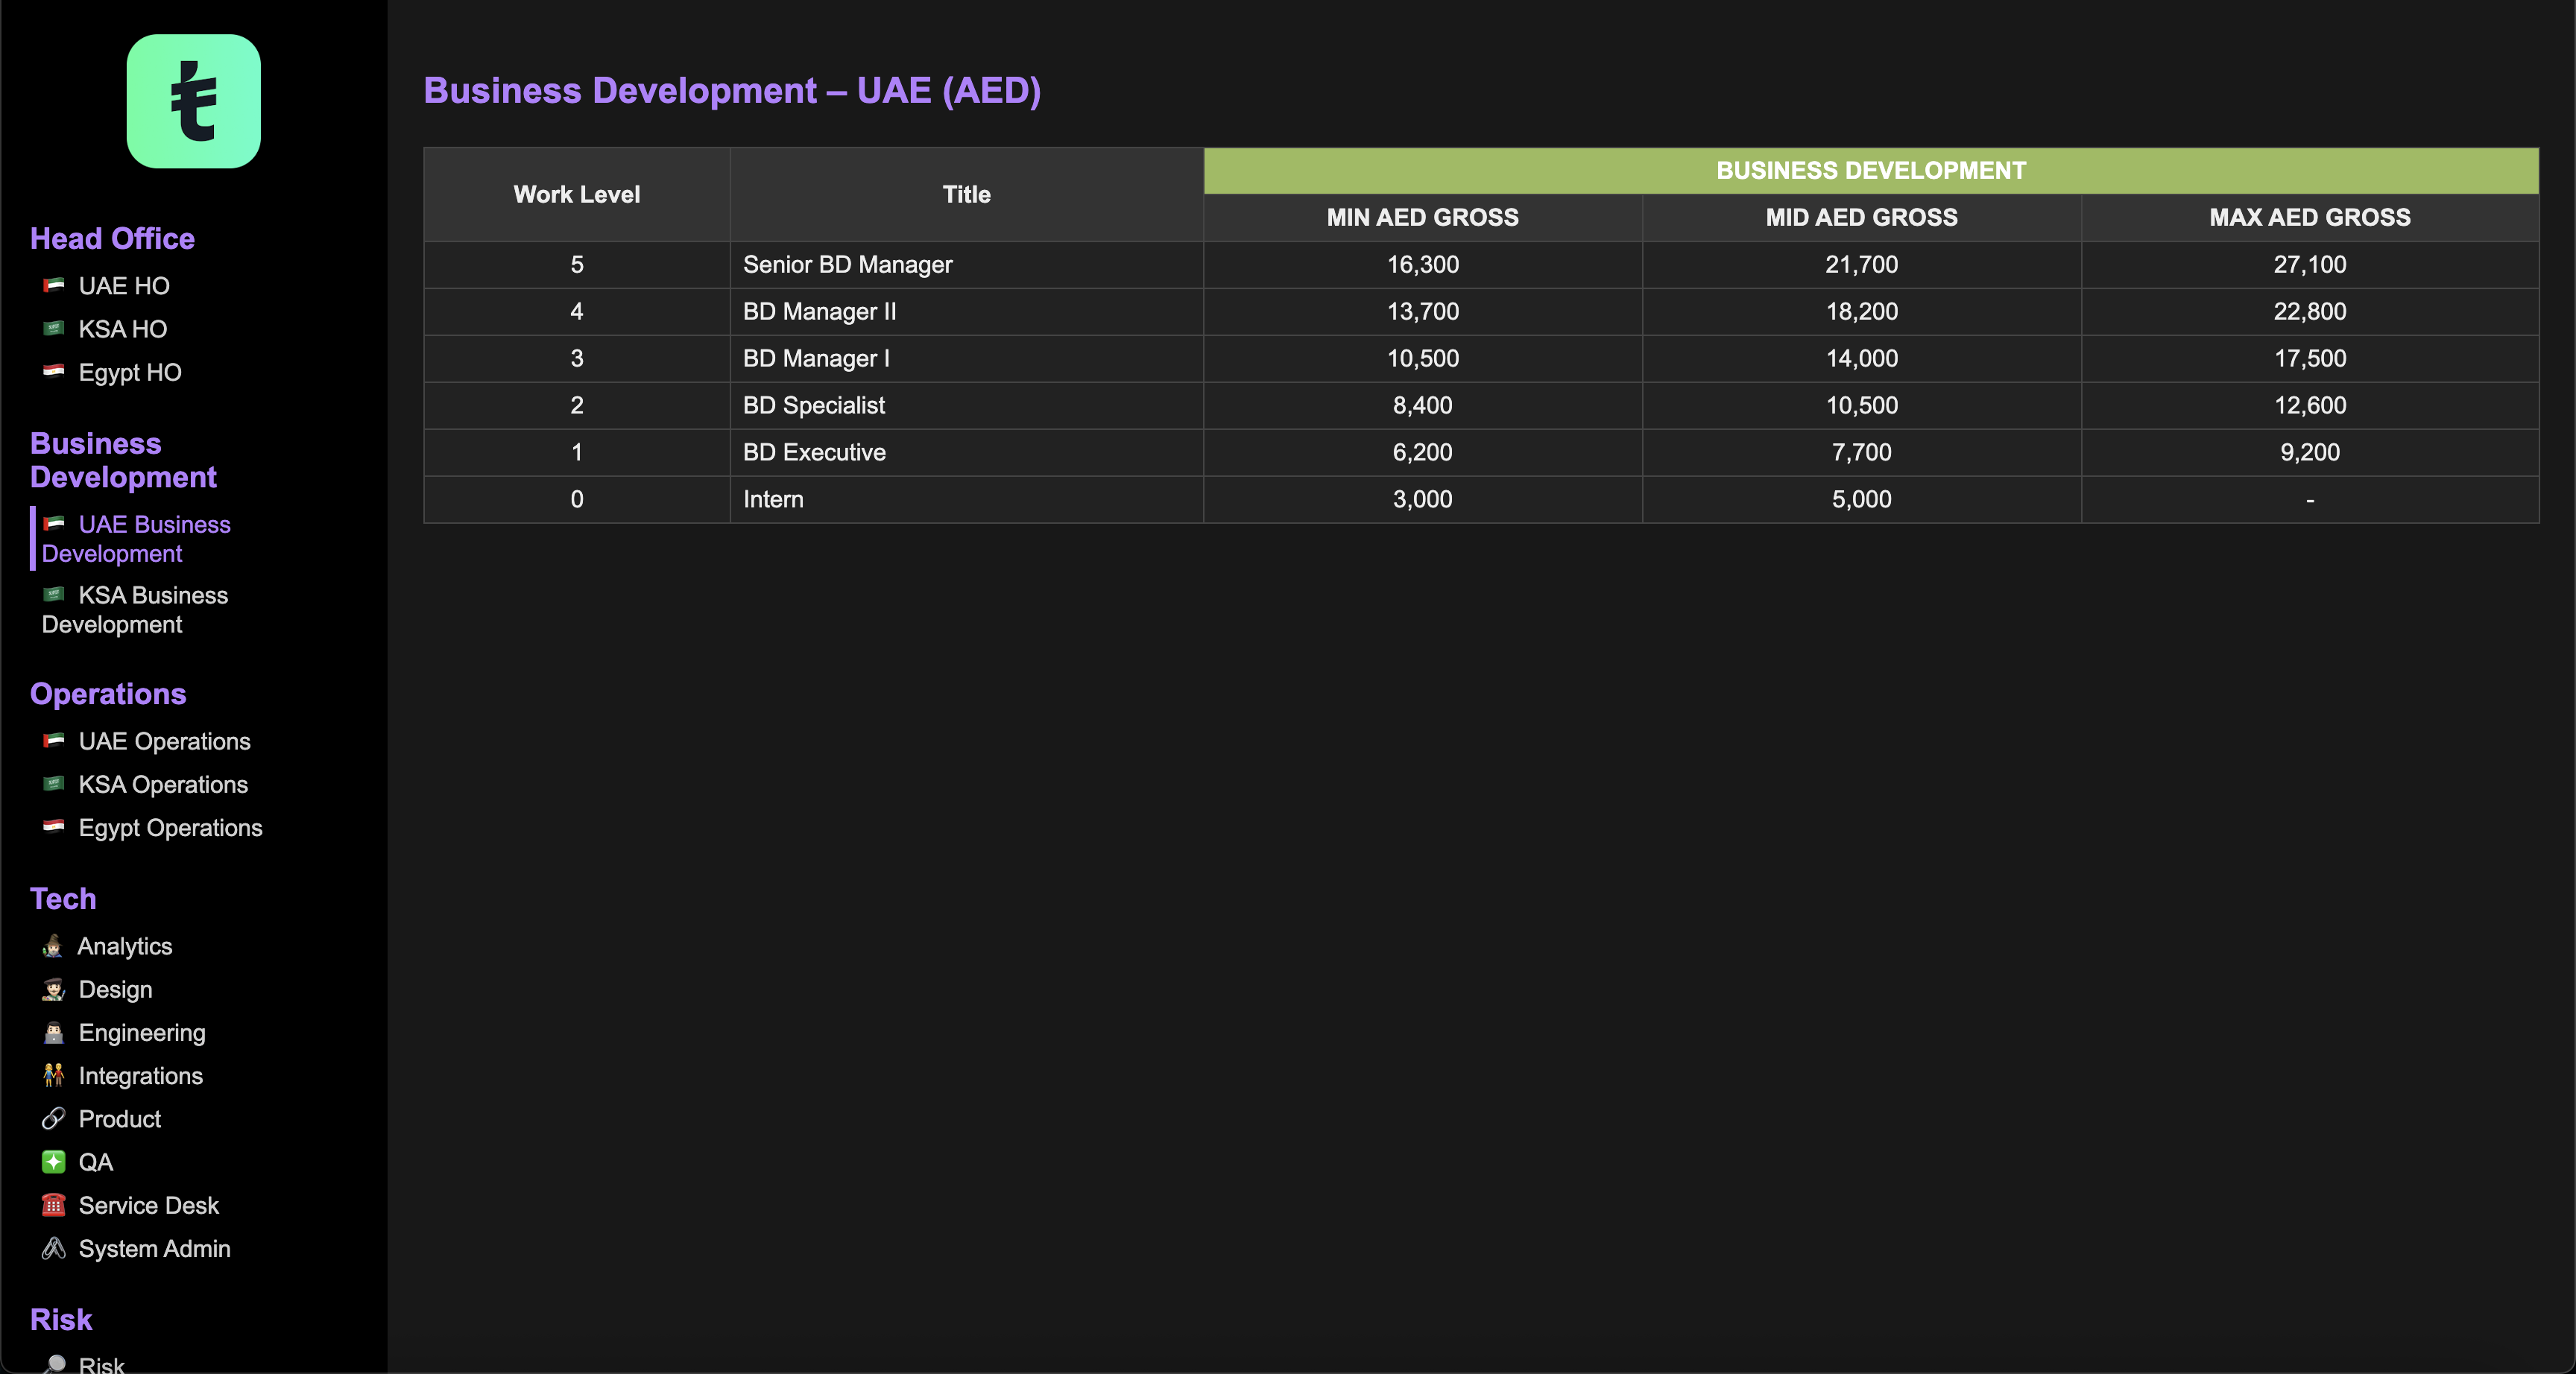 Head Office
UAE HO
KSA HO
Egypt HO
Business
Development
UAE Business
Development
KSA Business
Development
Operations
UAE Operations
KSA Operations
Egypt Operations
Tech
Analytics
Design
Engineering
Integrations
Product
QA
Service Desk
System Admin
Risk
Risk
Business Development – UAE (AED)
Work Level Title BUSINESS DEVELOPMENT
MIN AED GROSS MID AED GROSS MAX AED GROSS
5 Senior BD Manager 16,300 21,700 27,100
4 BD Manager II 13,700 18,200 22,800
3 BD Manager I 10,500 14,000 17,500
2 BD Specialist 8,400 10,500 12,600
1 BD Executive 6,200 7,700 9,200
0 Intern 3,000 5,000 -